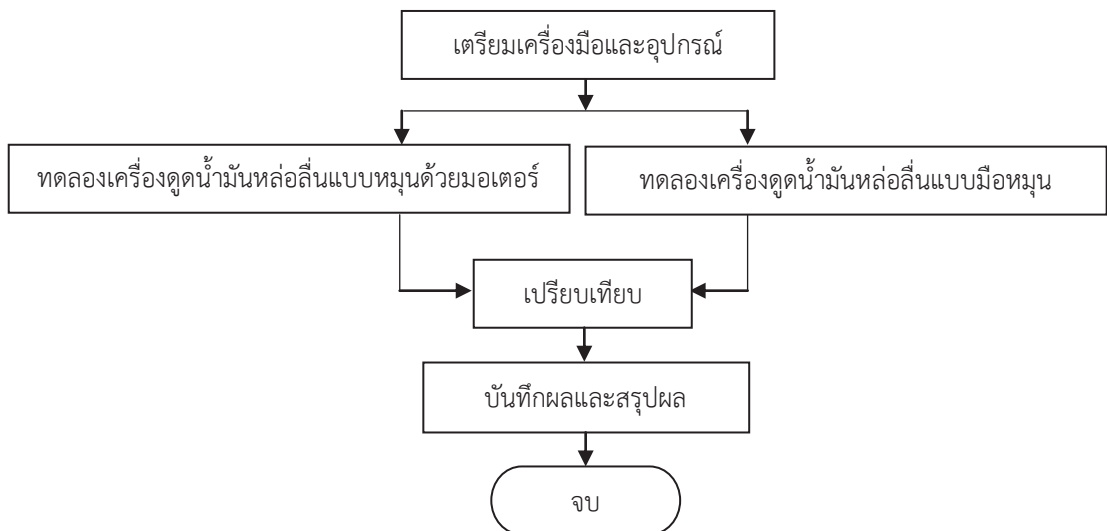 เตรียมเครื่องมือและอุปกรณ์
ทดลองเครื่องดูดน้ำมันหล่อลื่นแบบหมุนด้วยมอเตอร์
ทดลองเครื่องดูดน้ำมันหล่อลื่นแบบมือหมุน
เปรียบเทียบ
บันทึกผลและสรุปผล
จบ